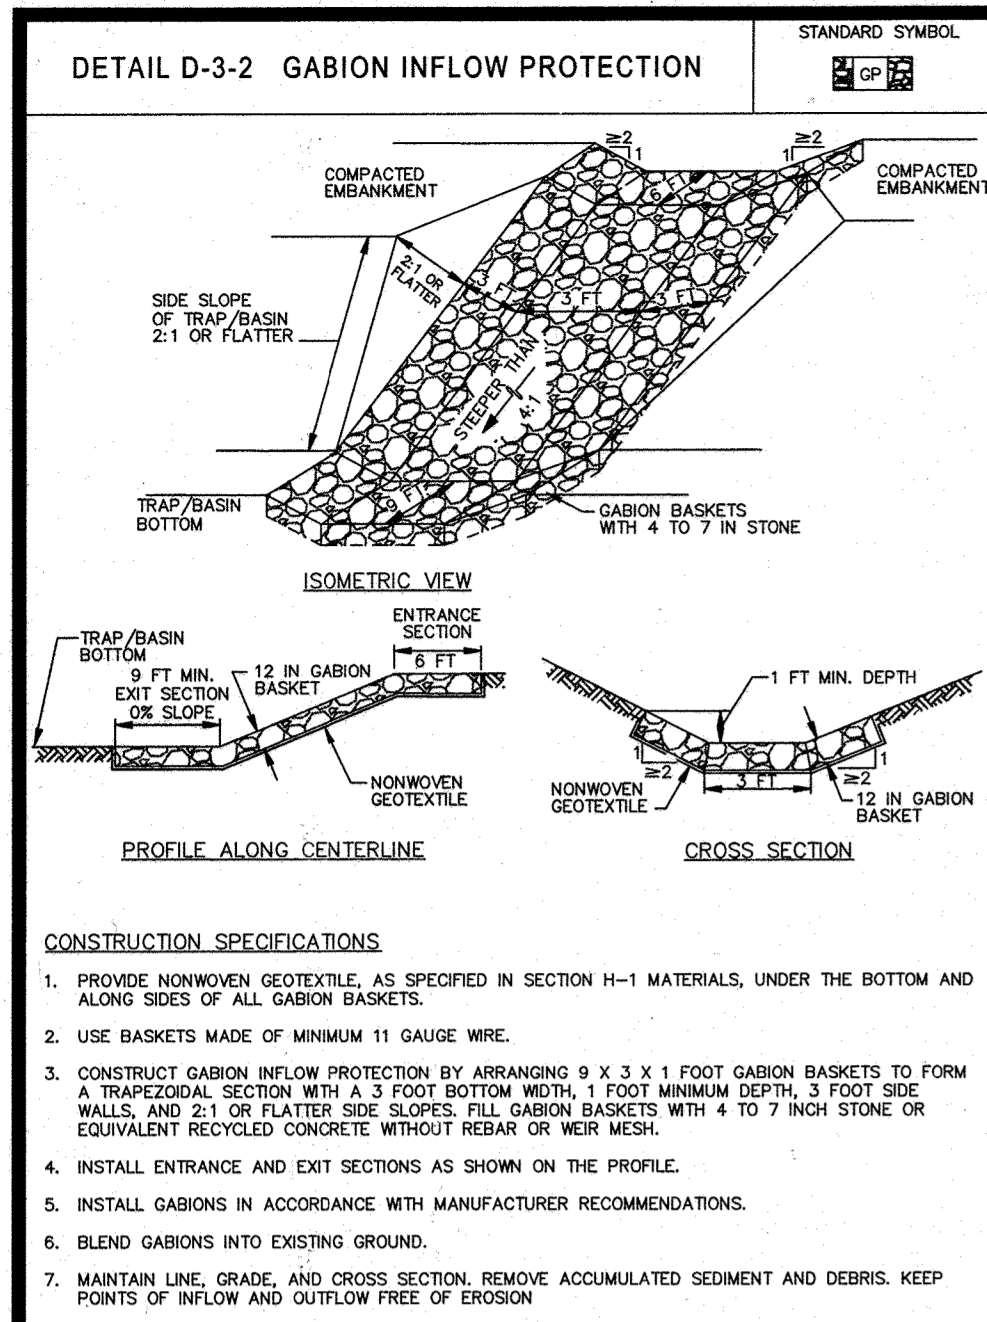 DETAIL D-3-2 GABION INFLOW PROTECTION
STANDARD SYMBOL
GP
≥2
1
≥2
1
COMPACTED
EMBANKMENT
COMPACTED
EMBANKMENT
6 FT
2:1 OR
FLATTER
3 FT
3 FT
3 FT
SIDE SLOPE
OF TRAP/BASIN
2:1 OR FLATTER
STEEPER THAN
4:1
9 FT
TRAP/BASIN
BOTTOM
GABION BASKETS
WITH 4 TO 7 IN STONE
ISOMETRIC VIEW
TRAP/BASIN
BOTTOM
9 FT MIN.
EXIT SECTION
0% SLOPE
12 IN GABION
BASKET
ENTRANCE
SECTION
6 FT
NONWOVEN
GEOTEXTILE
PROFILE ALONG CENTERLINE
1 FT MIN. DEPTH
1
≥2
3 FT
1
≥2
NONWOVEN
GEOTEXTILE
12 IN GABION
BASKET
CROSS SECTION
CONSTRUCTION SPECIFICATIONS
1. PROVIDE NONWOVEN GEOTEXTILE, AS SPECIFIED IN SECTION H-1 MATERIALS, UNDER THE BOTTOM AND
ALONG SIDES OF ALL GABION BASKETS.
2. USE BASKETS MADE OF MINIMUM 11 GAUGE WIRE.
3. CONSTRUCT GABION INFLOW PROTECTION BY ARRANGING 9 X 3 X 1 FOOT GABION BASKETS TO FORM
A TRAPEZOIDAL SECTION WITH A 3 FOOT BOTTOM WIDTH, 1 FOOT MINIMUM DEPTH, 3 FOOT SIDE
WALLS, AND 2:1 OR FLATTER SIDE SLOPES. FILL GABION BASKETS WITH 4 TO 7 INCH STONE OR
EQUIVALENT RECYCLED CONCRETE WITHOUT REBAR OR WEIR MESH.
4. INSTALL ENTRANCE AND EXIT SECTIONS AS SHOWN ON THE PROFILE.
5. INSTALL GABIONS IN ACCORDANCE WITH MANUFACTURER RECOMMENDATIONS.
6. BLEND GABIONS INTO EXISTING GROUND.
7. MAINTAIN LINE, GRADE, AND CROSS SECTION. REMOVE ACCUMULATED SEDIMENT AND DEBRIS. KEEP
POINTS OF INFLOW AND OUTFLOW FREE OF EROSION